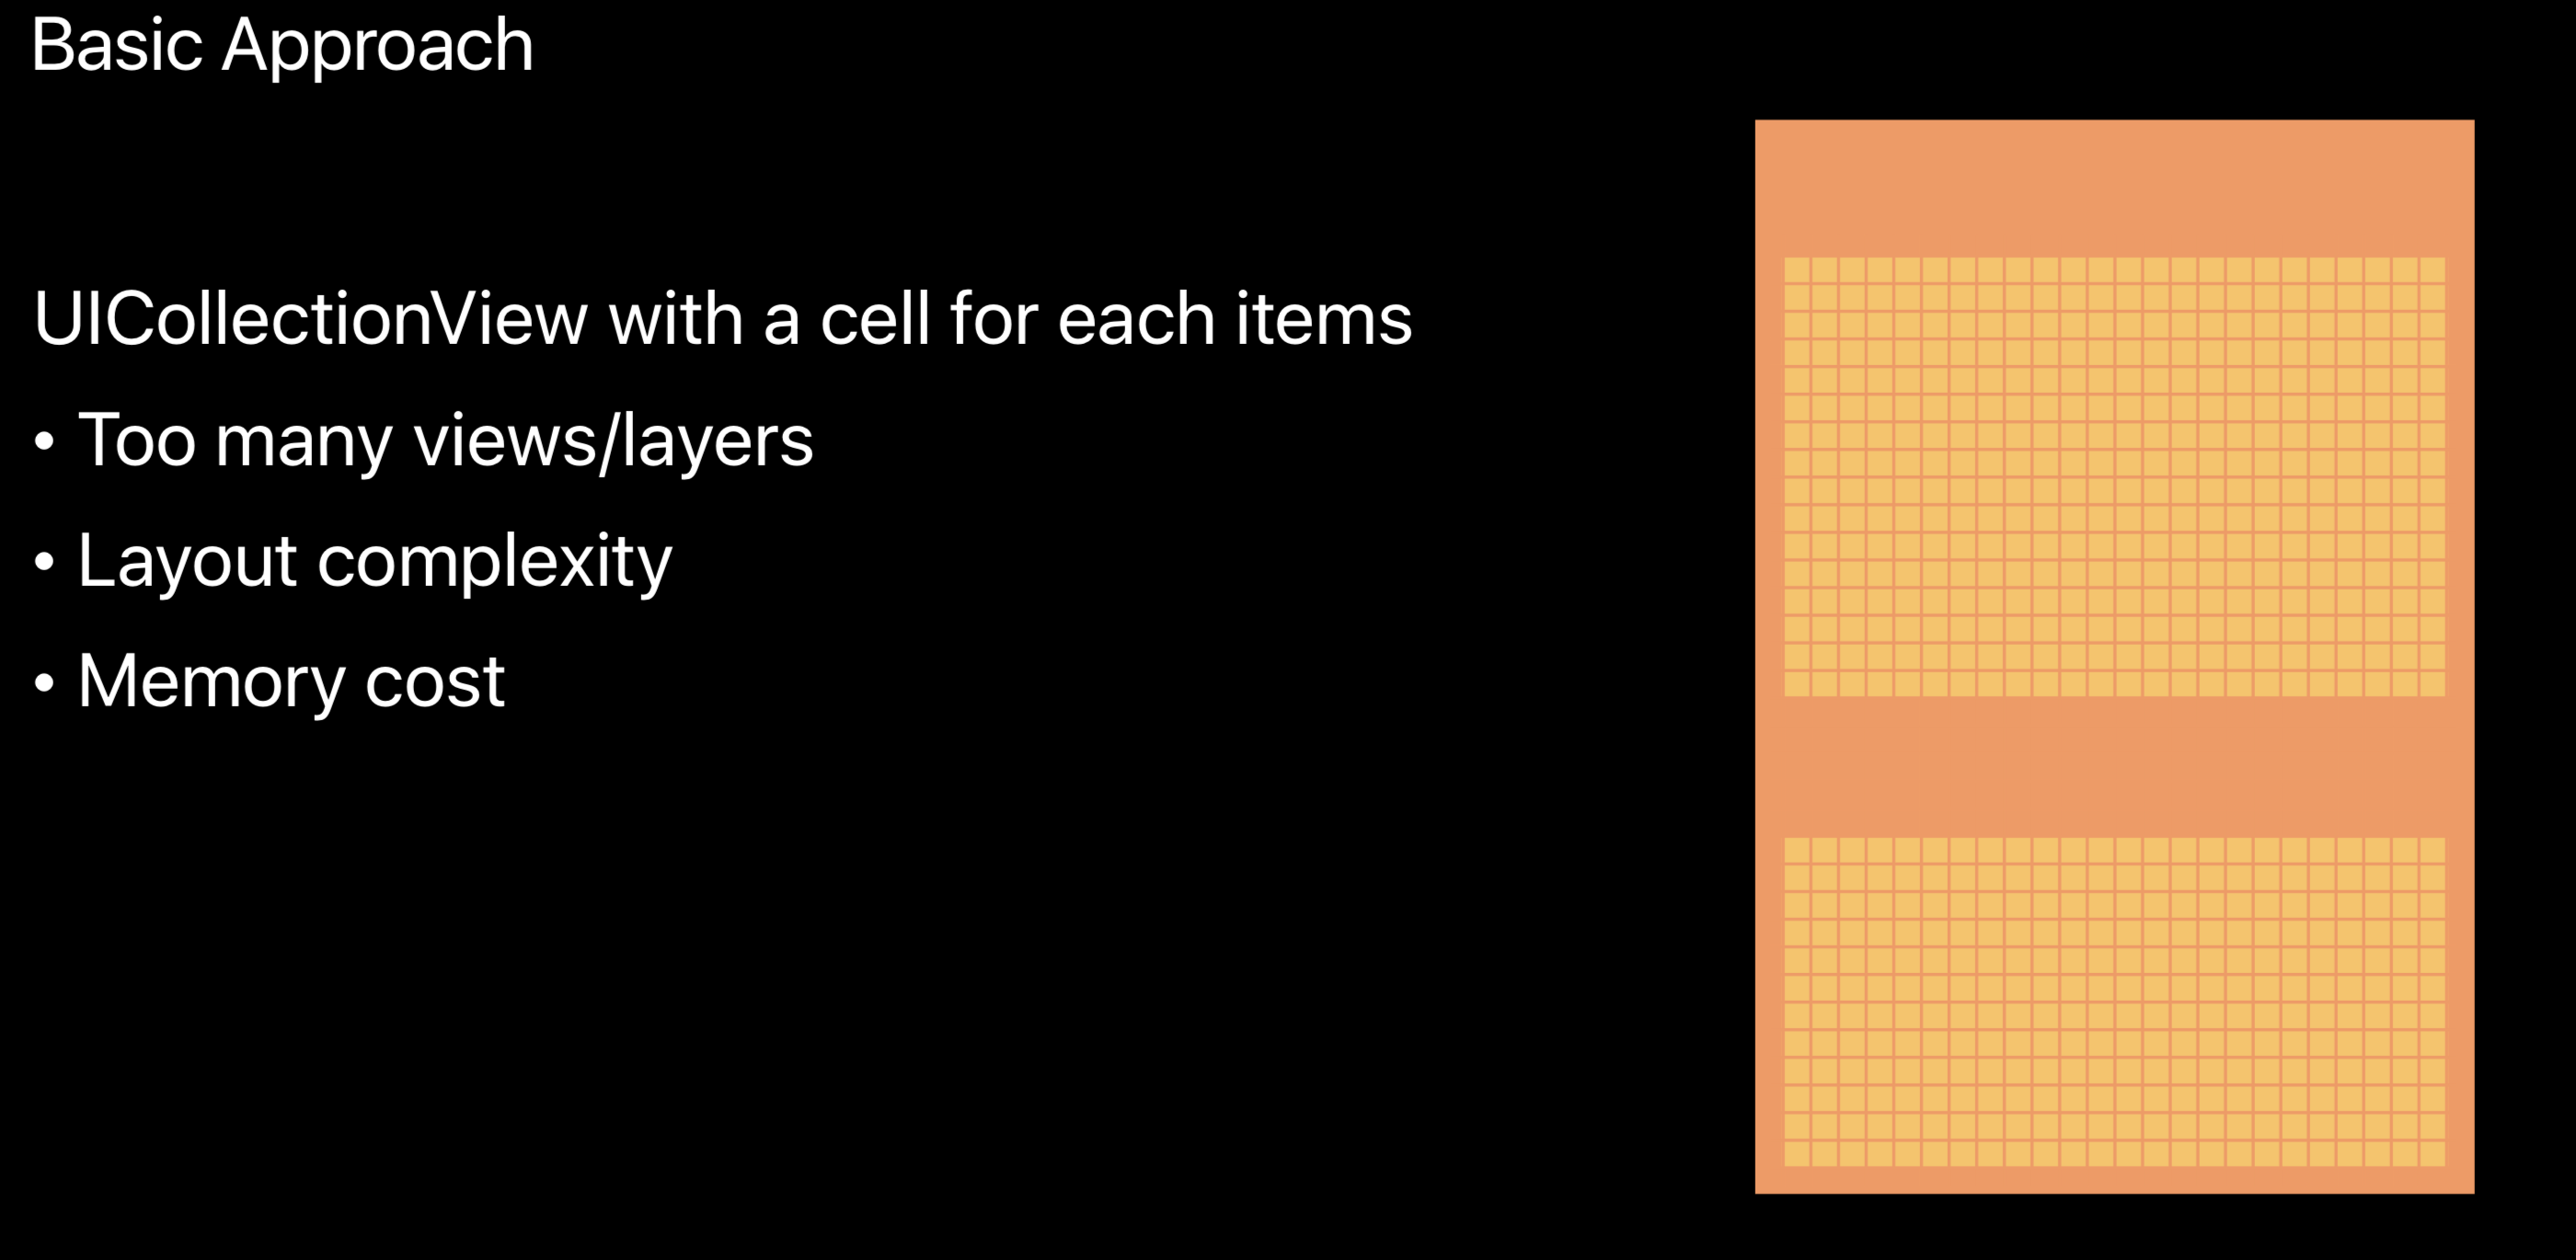 Basic Approach
UICollectionView with a cell for each items
• Too many views/layers
• Layout complexity
• Memory cost